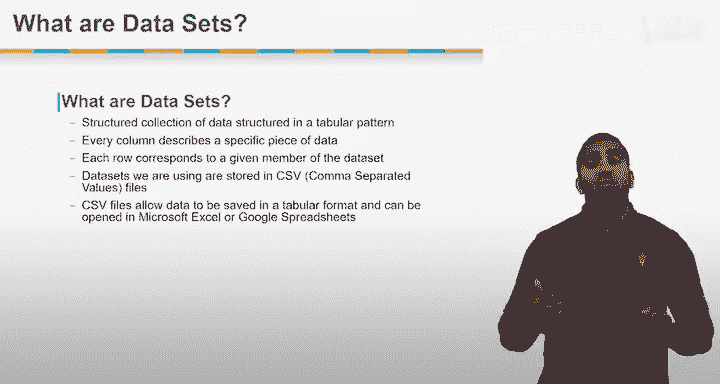 What are Data Sets?
What are Data Sets?
– Structured collection of data structured in a tabular pattern
– Every column describes a specific piece of data
– Each row corresponds to a given member of the dataset
– Datasets we are using are stored in CSV (Comma Separated
Values) files
– CSV files allow data to be saved in a tabular format and can be
opened in Microsoft Excel or Google Spreadsheets